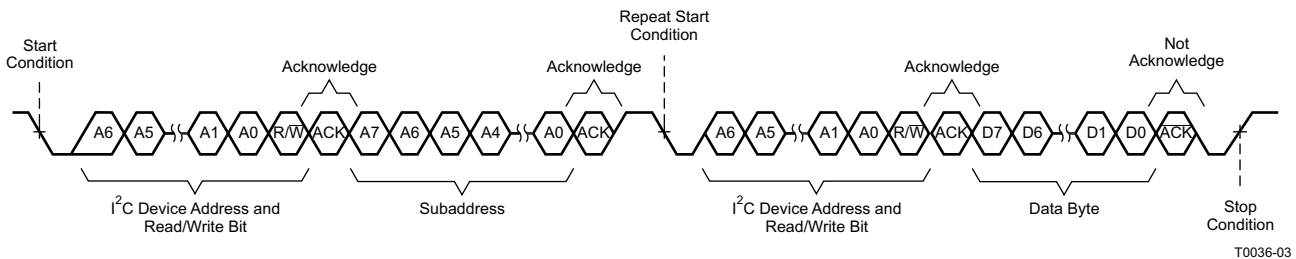 Repeat Start
Condition
Start
Condition
Not
Acknowledge
Acknowledge
Acknowledge
Acknowledge
A6 A5 A1 A0 R/W̅ ACK A7 A6 A5 A4 A0 ACK A6 A5 A1 A0 R/W̅ ACK D7 D6 D1 D0 A̅C̅K̅
I²C Device Address and
Read/Write Bit
Subaddress
I²C Device Address and
Read/Write Bit
Data Byte
Stop
Condition
T0036-03